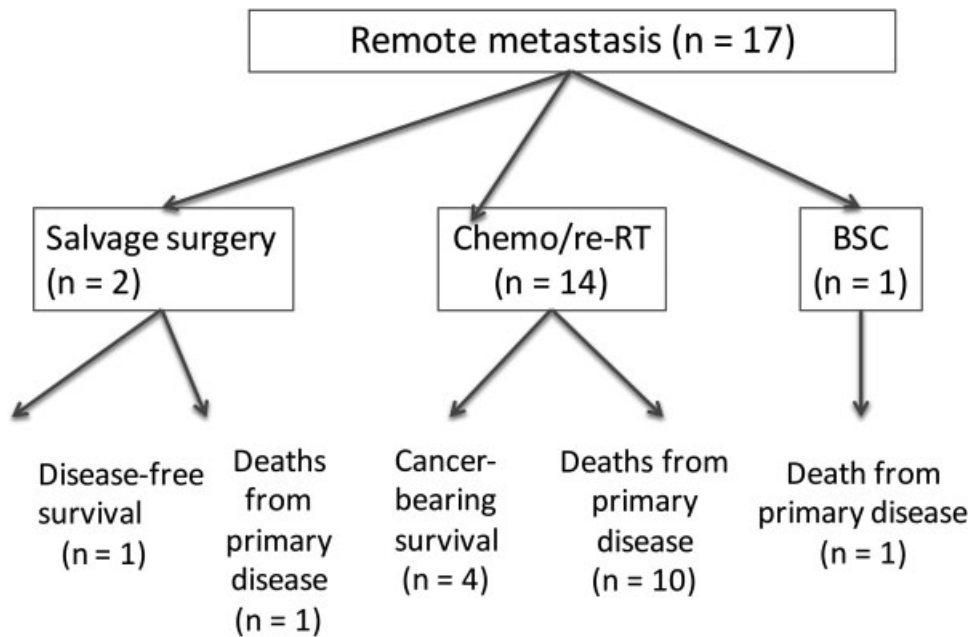 Remote metastasis (n = 17)
Salvage surgery
(n = 2)
Chemo/re-RT
(n = 14)
BSC
(n = 1)
Disease-free
survival
(n = 1)
Deaths
from
primary
disease
(n = 1)
Cancer-
bearing
survival
(n = 4)
Deaths from
primary
disease
(n = 10)
Death from
primary disease
(n = 1)